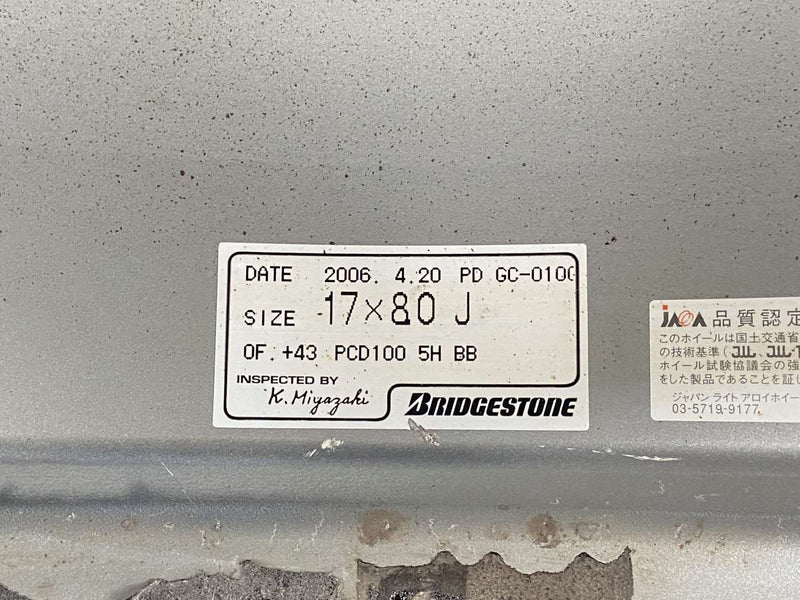 DATE 2006. 4.20 PD GC-0100
SIZE 17×8.0 J
OF. +43 PCD100 5H BB
INSPECTED BY
K. Miyazaki BRIDGESTONE
JAWA 品質認定
このホイールは国土交通省
の技術基準(JWL、JWL-T
ホイール試験協議会の強
をした製品であることを証し
ジャパン ライト アロイホイー
03-5719-9177